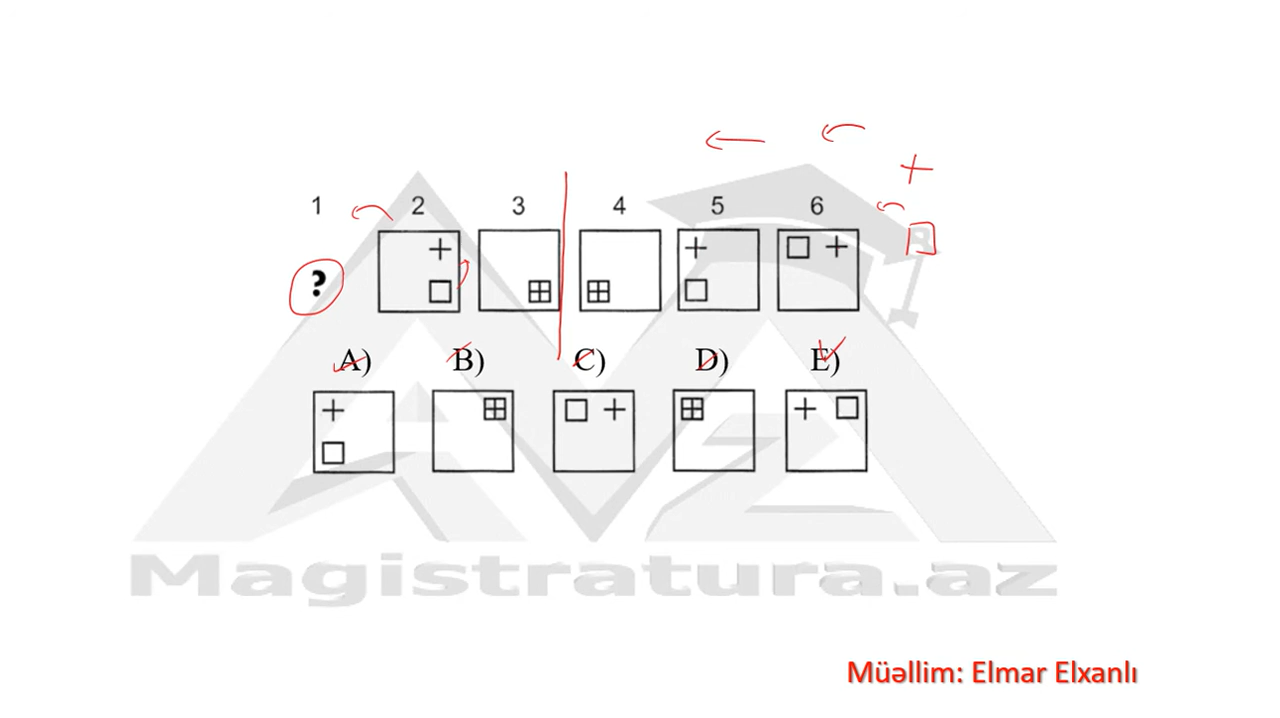 1 2 3 4 5 6
?
A) B) C) D) E)
Magistratura.az
Müəllim: Elmar Elxanlı